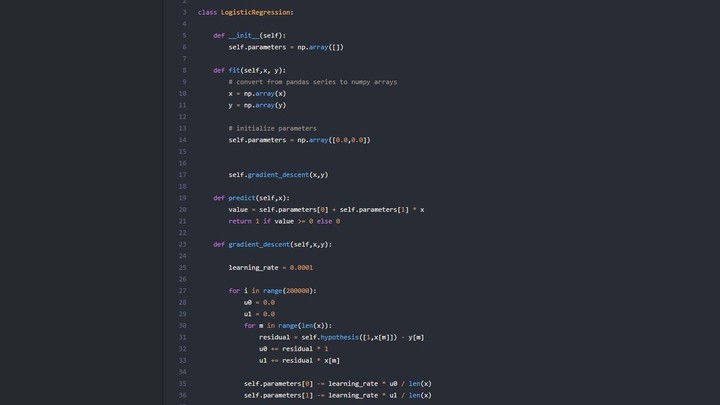 3 class LogisticRegression:
4
5 def __init__(self):
6 self.parameters = np.array([])
7
8 def fit(self,x, y):
9 # convert from pandas series to numpy arrays
10 x = np.array(x)
11 y = np.array(y)
12
13 # initialize parameters
14 self.parameters = np.array([0.0,0.0])
15
16
17 self.gradient_descent(x,y)
18
19 def predict(self,x):
20 value = self.parameters[0] + self.parameters[1] * x
21 return 1 if value >= 0 else 0
22
23 def gradient_descent(self,x,y):
24
25 learning_rate = 0.0001
26
27 for i in range(200000):
28 u0 = 0.0
29 u1 = 0.0
30 for m in range(len(x)):
31 residual = self.hypothesis([1,x[m]]) - y[m]
32 u0 += residual * 1
33 u1 += residual * x[m]
34
35 self.parameters[0] -= learning_rate * u0 / len(x)
36 self.parameters[1] -= learning_rate * u1 / len(x)